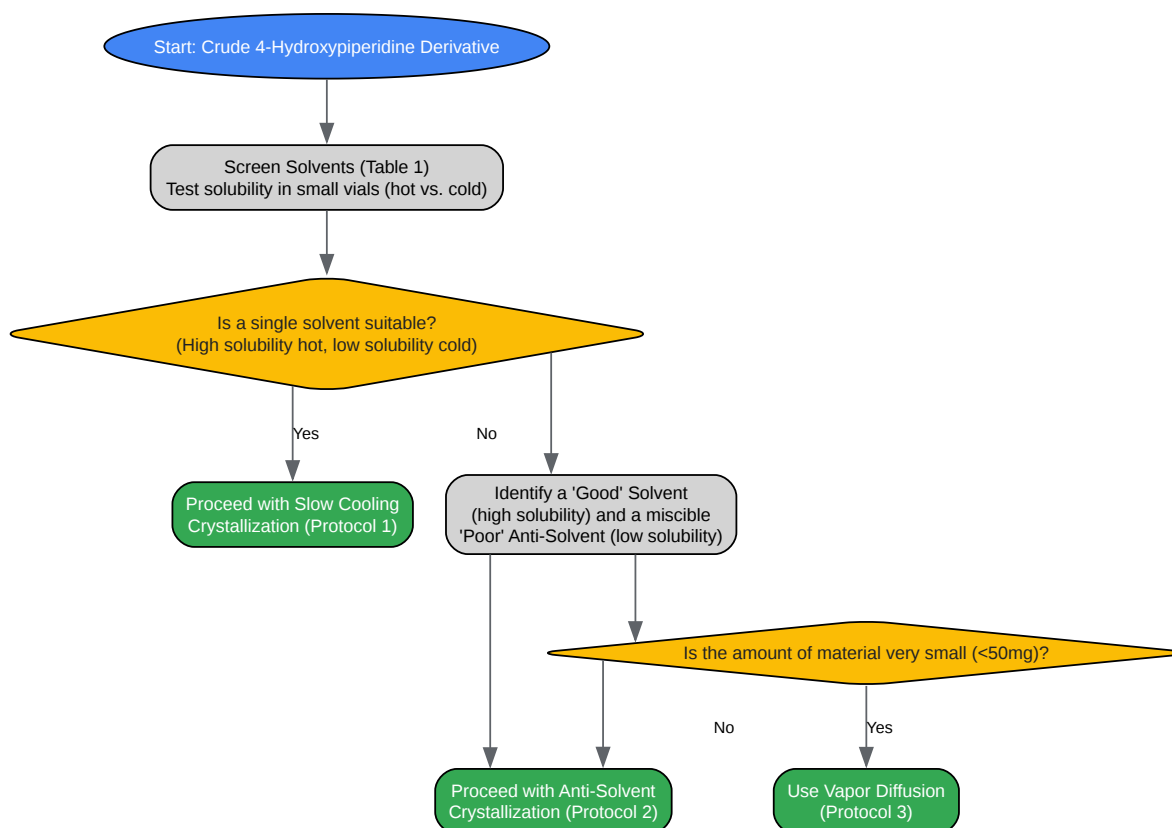 Start: Crude 4-Hydroxypiperidine Derivative
Screen Solvents (Table 1)
Test solubility in small vials (hot vs. cold)
Is a single solvent suitable?
(High solubility hot, low solubility cold)
Yes
No
Proceed with Slow Cooling
Crystallization (Protocol 1)
Identify a 'Good' Solvent
(high solubility) and a miscible
'Poor' Anti-Solvent (low solubility)
Is the amount of material very small (<50mg)?
No
Yes
Proceed with Anti-Solvent
Crystallization (Protocol 2)
Use Vapor Diffusion
(Protocol 3)